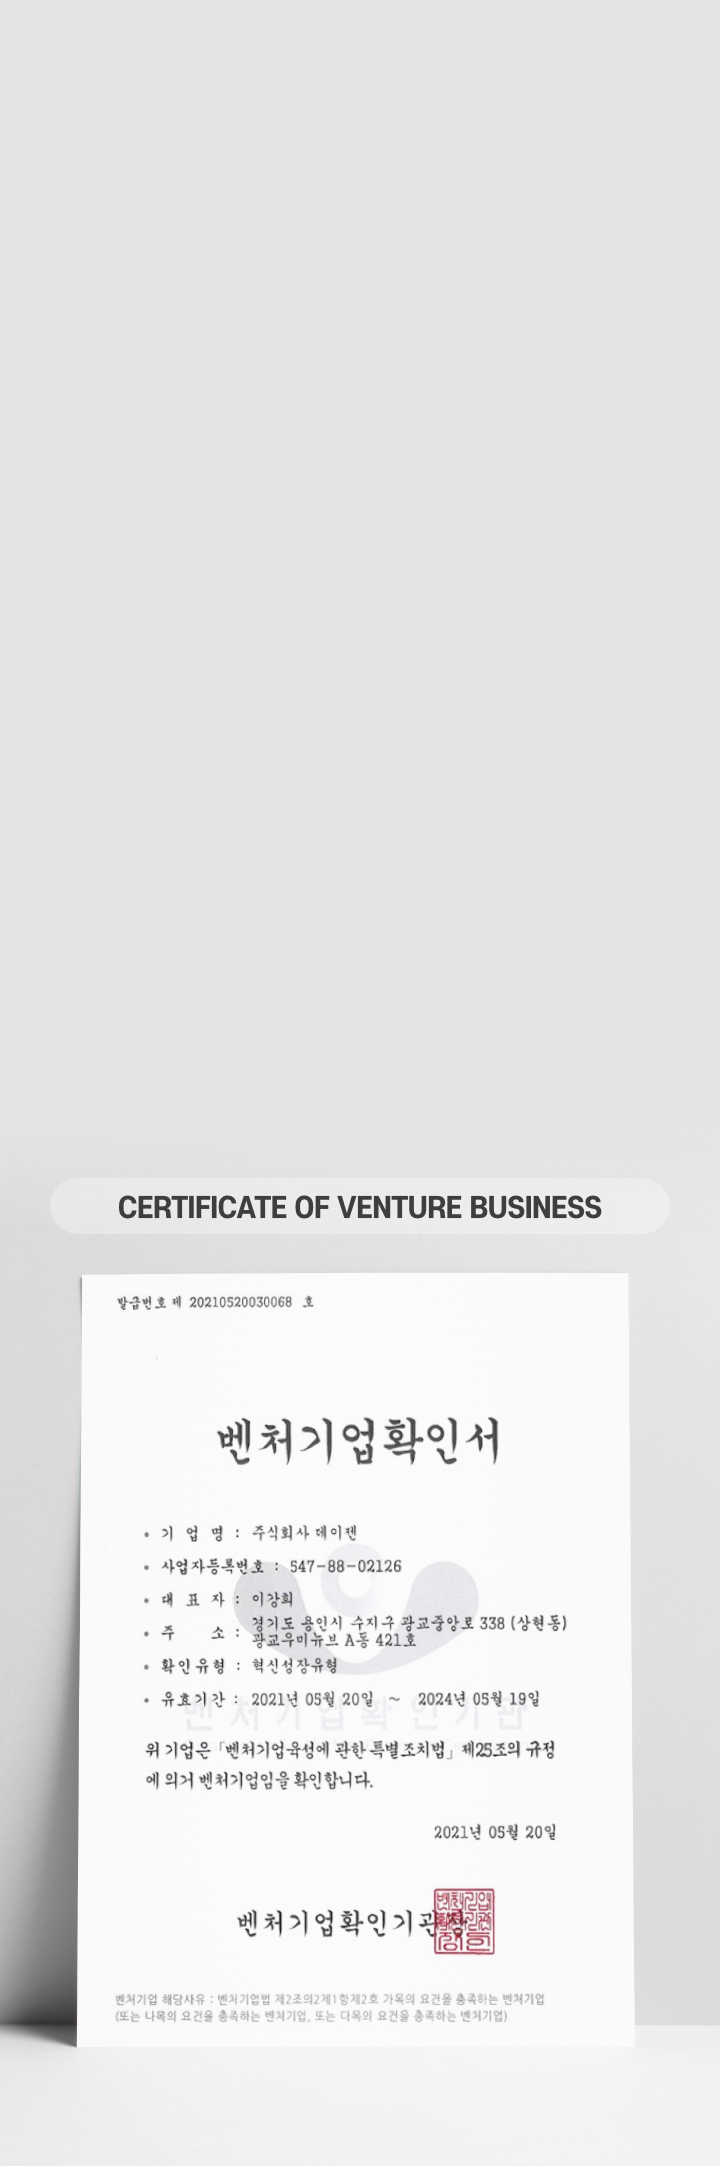 CERTIFICATE OF VENTURE BUSINESS
발급번호 제 20210520030068 호
벤처기업확인서
• 기 업 명 : 주식회사 데이젠
• 사업자등록번호 : 547-88-02126
• 대 표 자 : 이강희
• 주 소 : 경기도 용인시 수지구 광교중앙로 338 (상현동)
광교우미뉴브 A동 421호
• 확인유형 : 혁신성장유형
• 유효기간 : 2021년 05월 20일 ~ 2024년 05월 19일
벤처기업확인기관
위 기업은 「벤처기업육성에 관한 특별조치법」 제25조의 규정
에 의거 벤처기업임을 확인합니다.
2021년 05월 20일
벤처기업확인기관장
벤처기업 해당사유 : 벤처기업법 제2조의2제1항제2호 가목의 요건을 충족하는 벤처기업
(또는 나목의 요건을 충족하는 벤처기업, 또는 다목의 요건을 충족하는 벤처기업)